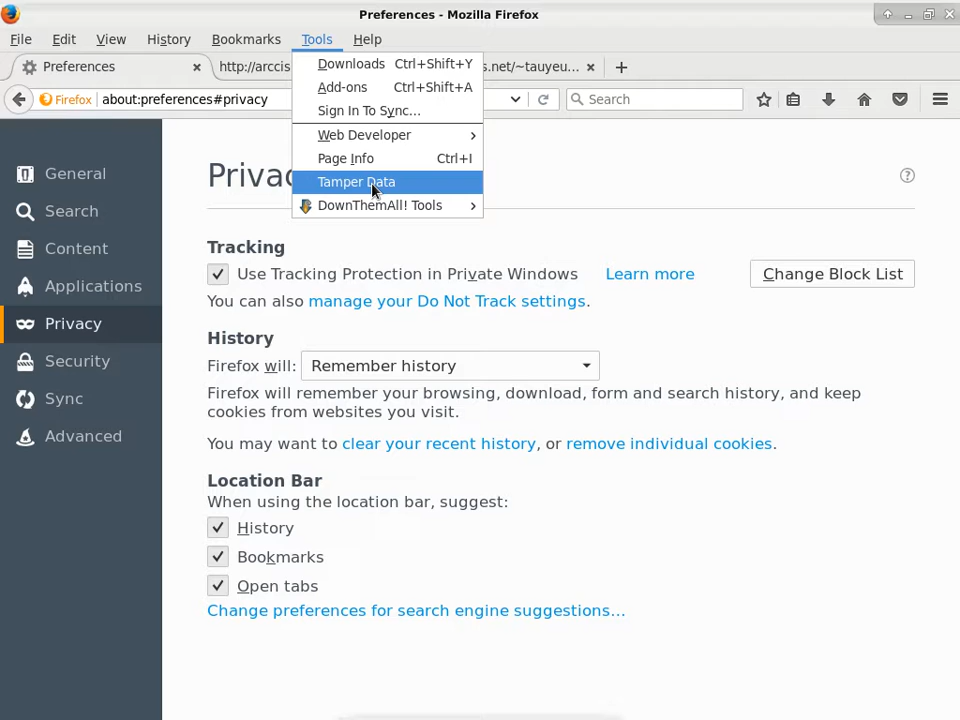 Preferences - Mozilla Firefox
File Edit View History Bookmarks Tools Help
Preferences http://arccis s.net/~tauyeu...
Firefox about:preferences#privacy Search
Downloads Ctrl+Shift+Y
Add-ons Ctrl+Shift+A
Sign In To Sync...
Web Developer
Page Info Ctrl+I
Tamper Data
DownThemAll! Tools
General
Search
Content
Applications
Privacy
Security
Sync
Advanced
Privac
Tracking
Use Tracking Protection in Private Windows Learn more Change Block List
You can also manage your Do Not Track settings.
History
Firefox will: Remember history
Firefox will remember your browsing, download, form and search history, and keep
cookies from websites you visit.
You may want to clear your recent history, or remove individual cookies.
Location Bar
When using the location bar, suggest:
History
Bookmarks
Open tabs
Change preferences for search engine suggestions...